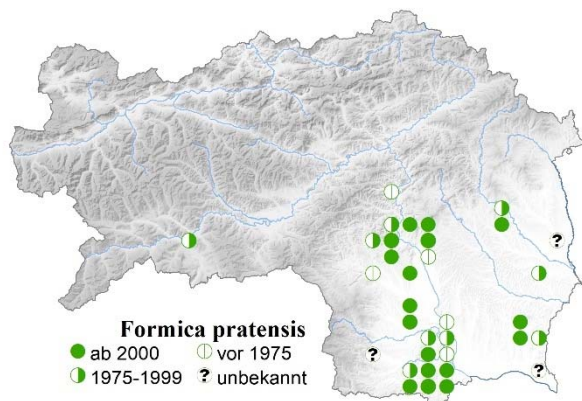 Formica pratensis
ab 2000 vor 1975
1975-1999 ? unbekannt
?
?
?